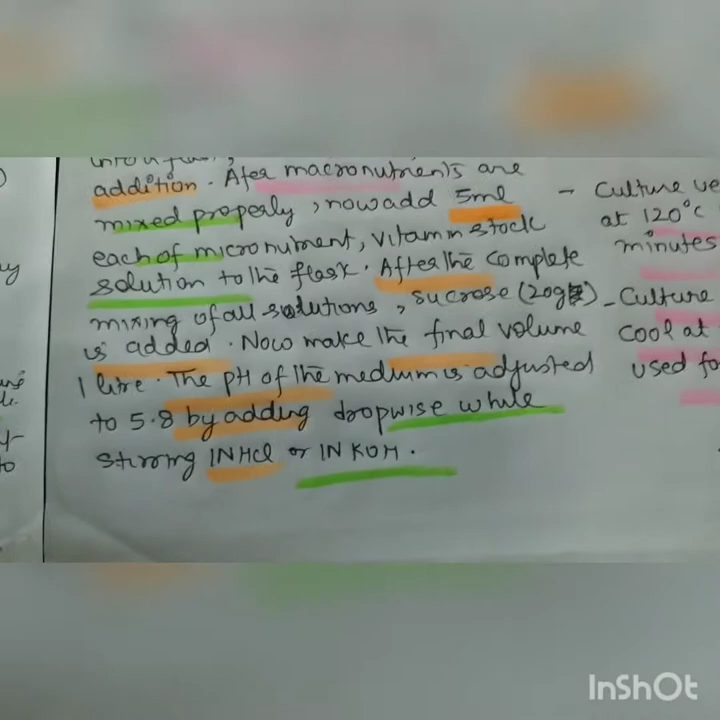 addition. After macronutrients are
mixed properly, now add 5ml
each of micronutrient, vitamin stock
solution to the flask. After the complete
mixing of all solutions, sucrose (20g)
is added. Now make the final volume
1 litre. The pH of the medium is adjusted
to 5.8 by adding dropwise while
stirring 1N HCl or 1N KOH.
- Culture ve
at 120°C
minutes
- Culture
cool at
used fo
to
InShOt